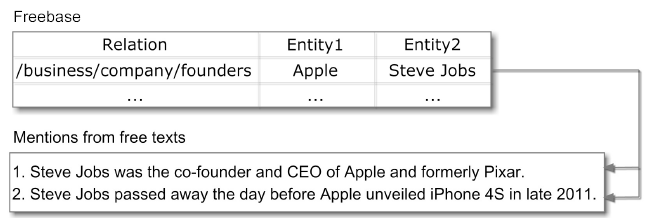 Freebase
Relation Entity1 Entity2
/business/company/founders Apple Steve Jobs
... ... ...
Mentions from free texts
1. Steve Jobs was the co-founder and CEO of Apple and formerly Pixar.
2. Steve Jobs passed away the day before Apple unveiled iPhone 4S in late 2011.